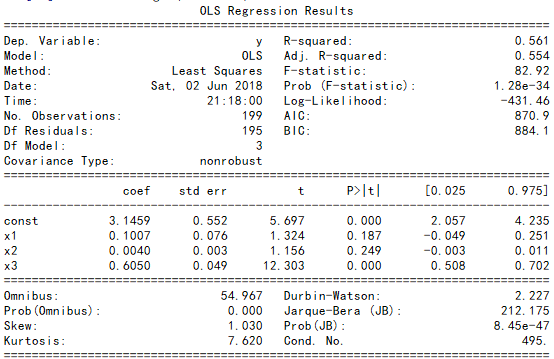 OLS Regression Results
==============================================================================
Dep. Variable: y R-squared: 0.561
Model: OLS Adj. R-squared: 0.554
Method: Least Squares F-statistic: 82.92
Date: Sat, 02 Jun 2018 Prob (F-statistic): 1.28e-34
Time: 21:18:00 Log-Likelihood: -431.46
No. Observations: 199 AIC: 870.9
Df Residuals: 195 BIC: 884.1
Df Model: 3
Covariance Type: nonrobust
==============================================================================
coef std err t P>|t| [0.025 0.975]
------------------------------------------------------------------------------
const 3.1459 0.552 5.697 0.000 2.057 4.235
x1 0.1007 0.076 1.324 0.187 -0.049 0.251
x2 0.0040 0.003 1.156 0.249 -0.003 0.011
x3 0.6050 0.049 12.303 0.000 0.508 0.702
==============================================================================
Omnibus: 54.967 Durbin-Watson: 2.227
Prob(Omnibus): 0.000 Jarque-Bera (JB): 212.175
Skew: 1.030 Prob(JB): 8.45e-47
Kurtosis: 7.620 Cond. No. 495.
==============================================================================